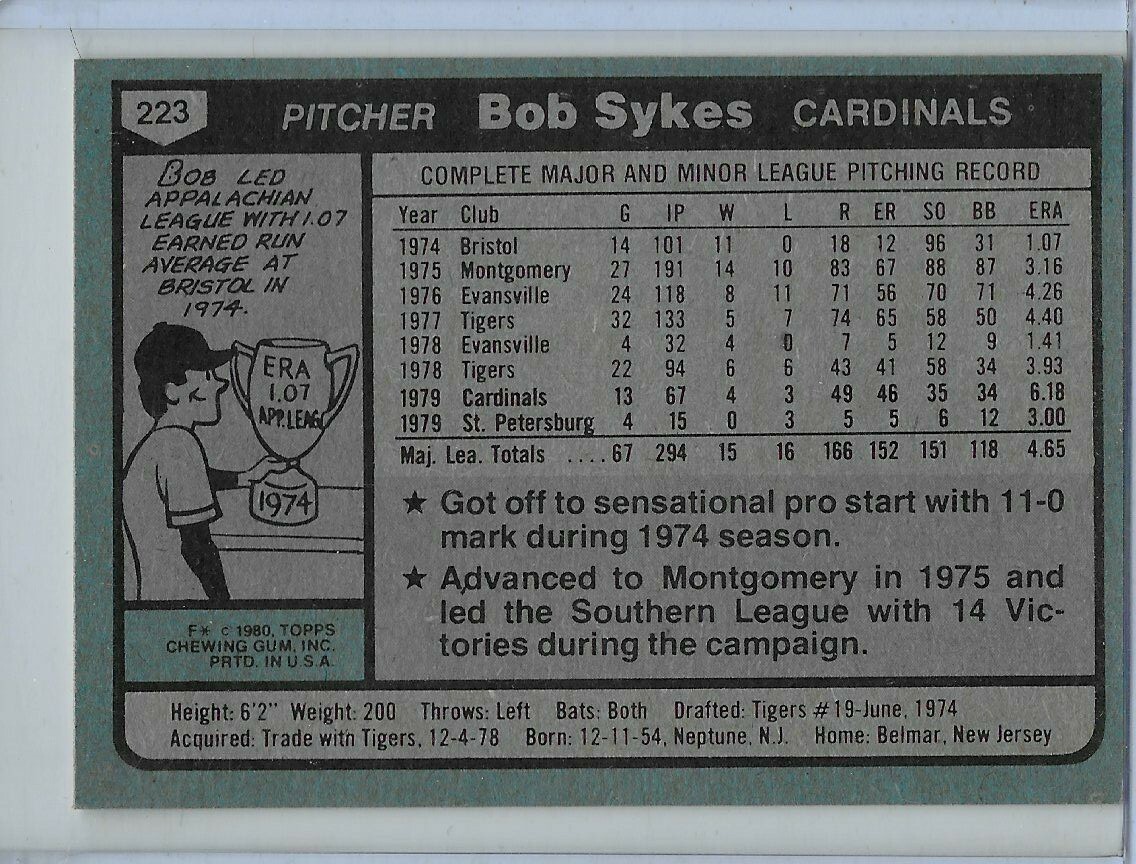 223 PITCHER Bob Sykes CARDINALS
BOB LED
APPALACHIAN
LEAGUE WITH 1.07
EARNED RUN
AVERAGE AT
BRISTOL IN
1974.
ERA
1.07
APP. LEAG
1974
F* © 1980, TOPPS
CHEWING GUM, INC.
PRTD. IN U.S.A.
COMPLETE MAJOR AND MINOR LEAGUE PITCHING RECORD
Year Club G IP W L R ER SO BB ERA
1974 Bristol 14 101 11 0 18 12 96 31 1.07
1975 Montgomery 27 191 14 10 83 67 88 87 3.16
1976 Evansville 24 118 8 11 71 56 70 71 4.26
1977 Tigers 32 133 5 7 74 65 58 50 4.40
1978 Evansville 4 32 4 0 7 5 12 9 1.41
1978 Tigers 22 94 6 6 43 41 58 34 3.93
1979 Cardinals 13 67 4 3 49 46 35 34 6.18
1979 St. Petersburg 4 15 0 3 5 5 6 12 3.00
Maj. Lea. Totals ....67 294 15 16 166 152 151 118 4.65
★ Got off to sensational pro start with 11-0
mark during 1974 season.
★ Advanced to Montgomery in 1975 and
led the Southern League with 14 Vic-
tories during the campaign.
Height: 6'2" Weight: 200 Throws: Left Bats: Both Drafted: Tigers #19-June, 1974
Acquired: Trade with Tigers, 12-4-78 Born: 12-11-54, Neptune, N.J. Home: Belmar, New Jersey